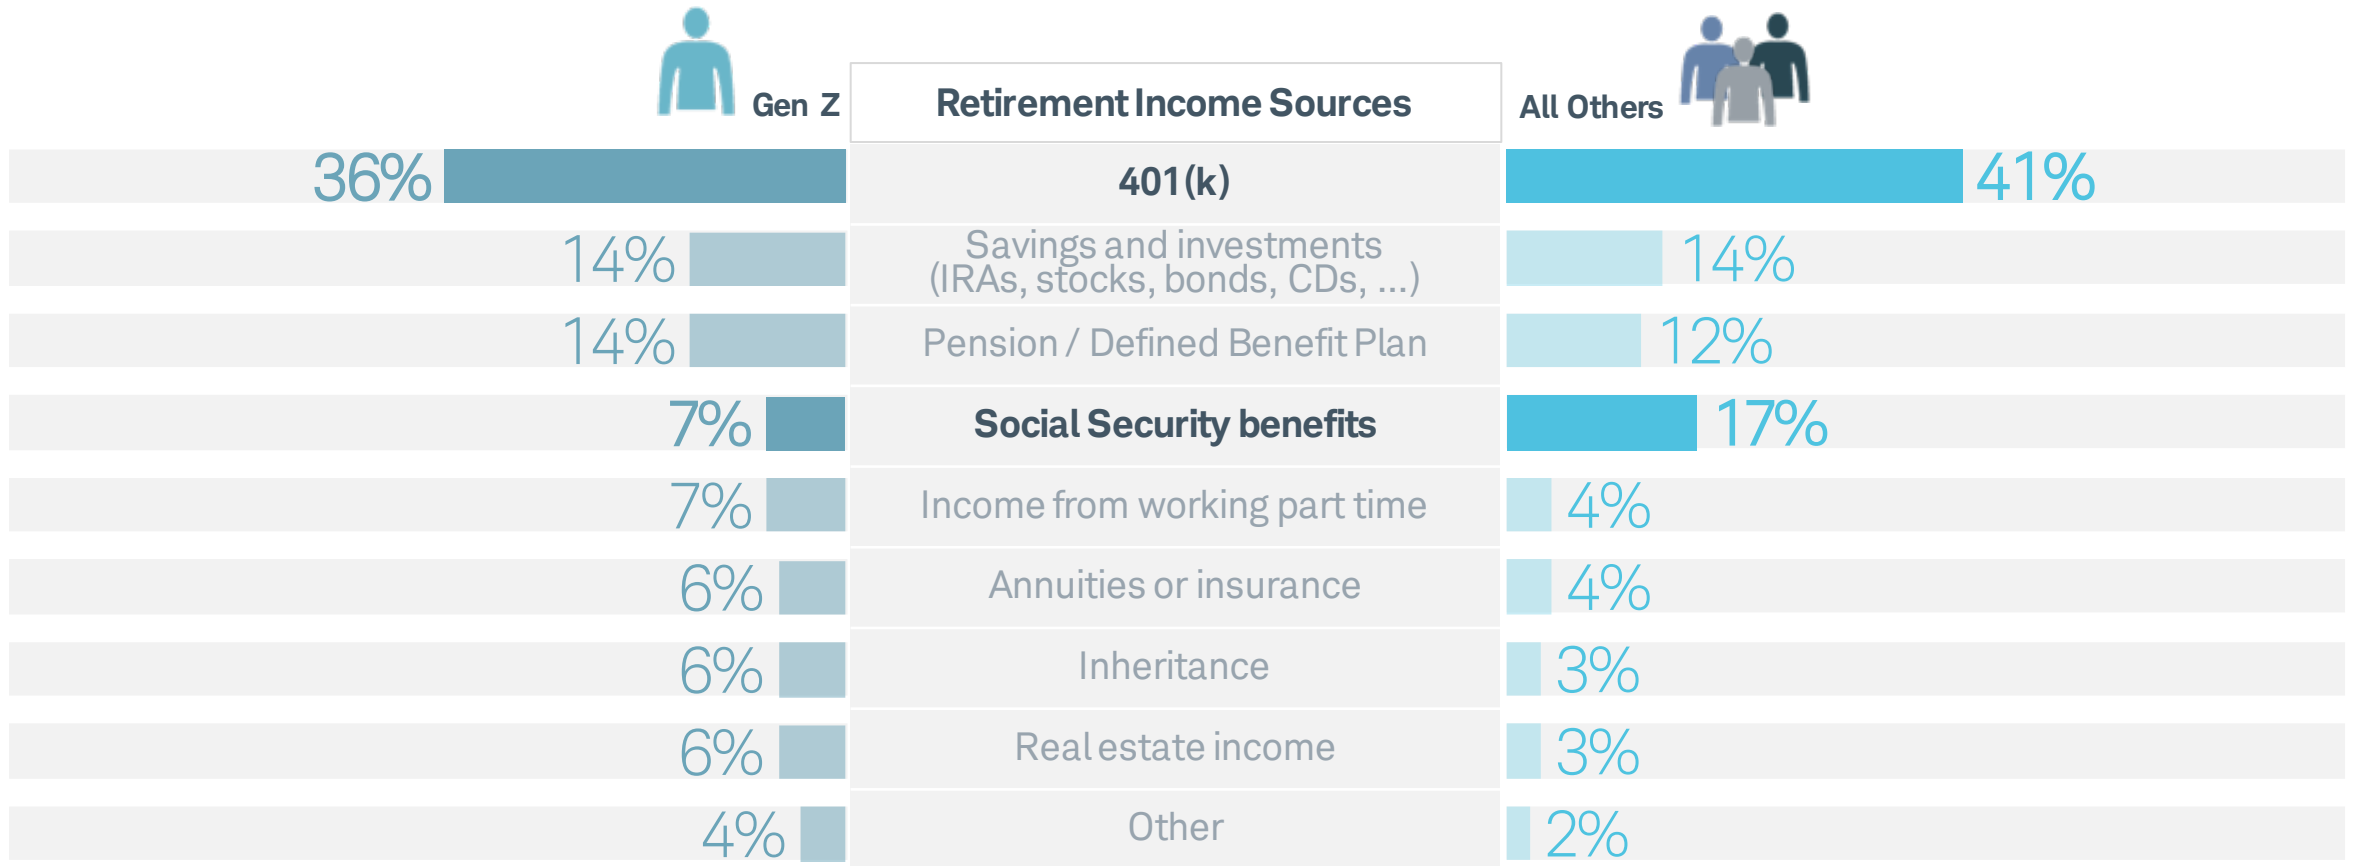 Gen Z
Retirement Income Sources
All Others
36%
401(k)
41%
14%
Savings and investments
(IRAs, stocks, bonds, CDs, ...)
14%
14%
Pension / Defined Benefit Plan
12%
7%
Social Security benefits
17%
7%
Income from working part time
4%
6%
Annuities or insurance
4%
6%
Inheritance
3%
6%
Real estate income
3%
4%
Other
2%